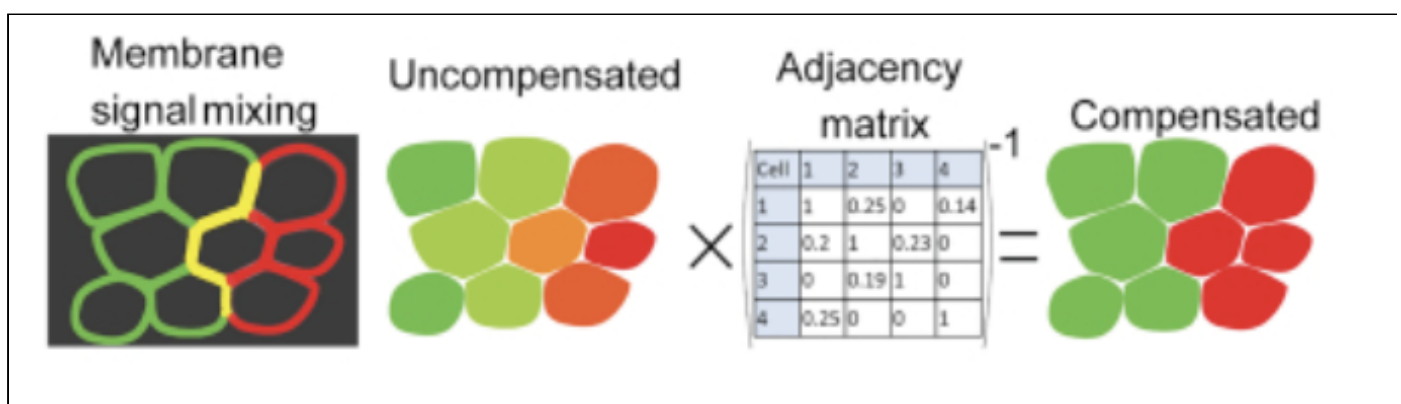 Membrane
signal mixing
Uncompensated
Adjacency
matrix
-1
Compensated
Cell 1 2 3 4
1 1 0.25 0 0.14
2 0.2 1 0.23 0
3 0 0.19 1 0
4 0.25 0 0 1
× =